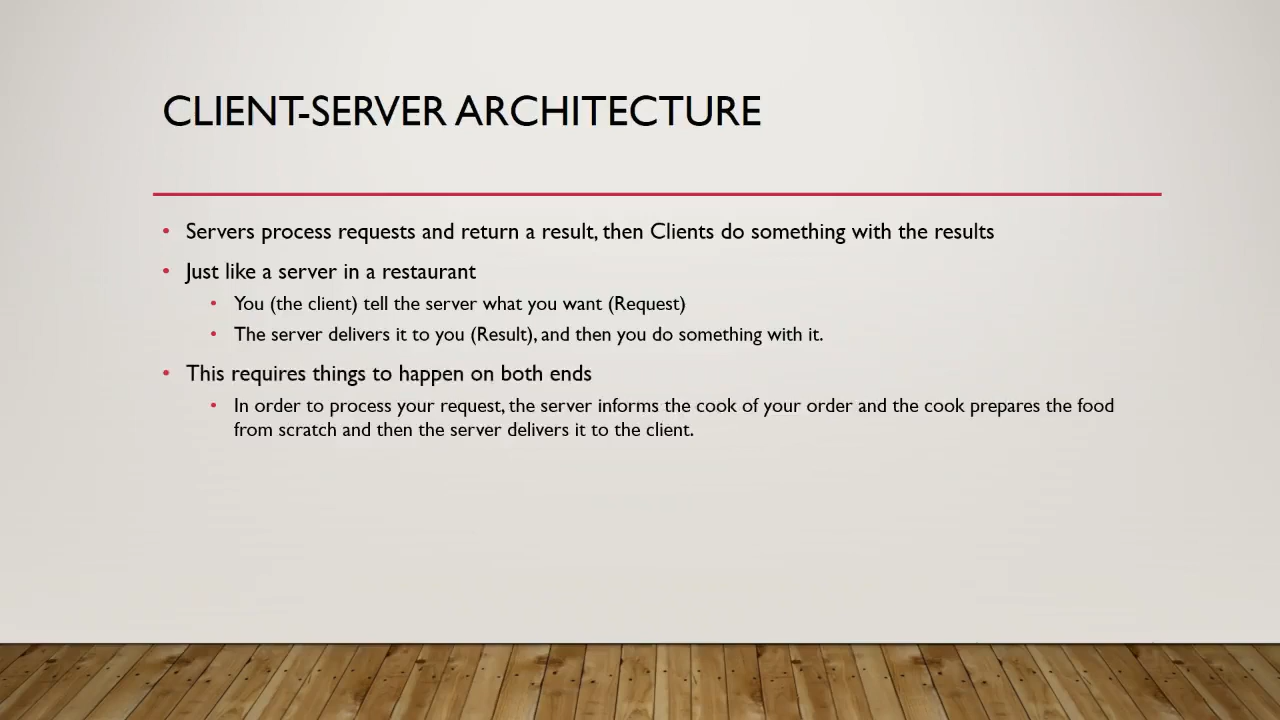 CLIENT-SERVER ARCHITECTURE
• Servers process requests and return a result, then Clients do something with the results
• Just like a server in a restaurant
• You (the client) tell the server what you want (Request)
• The server delivers it to you (Result), and then you do something with it.
• This requires things to happen on both ends
• In order to process your request, the server informs the cook of your order and the cook prepares the food
from scratch and then the server delivers it to the client.